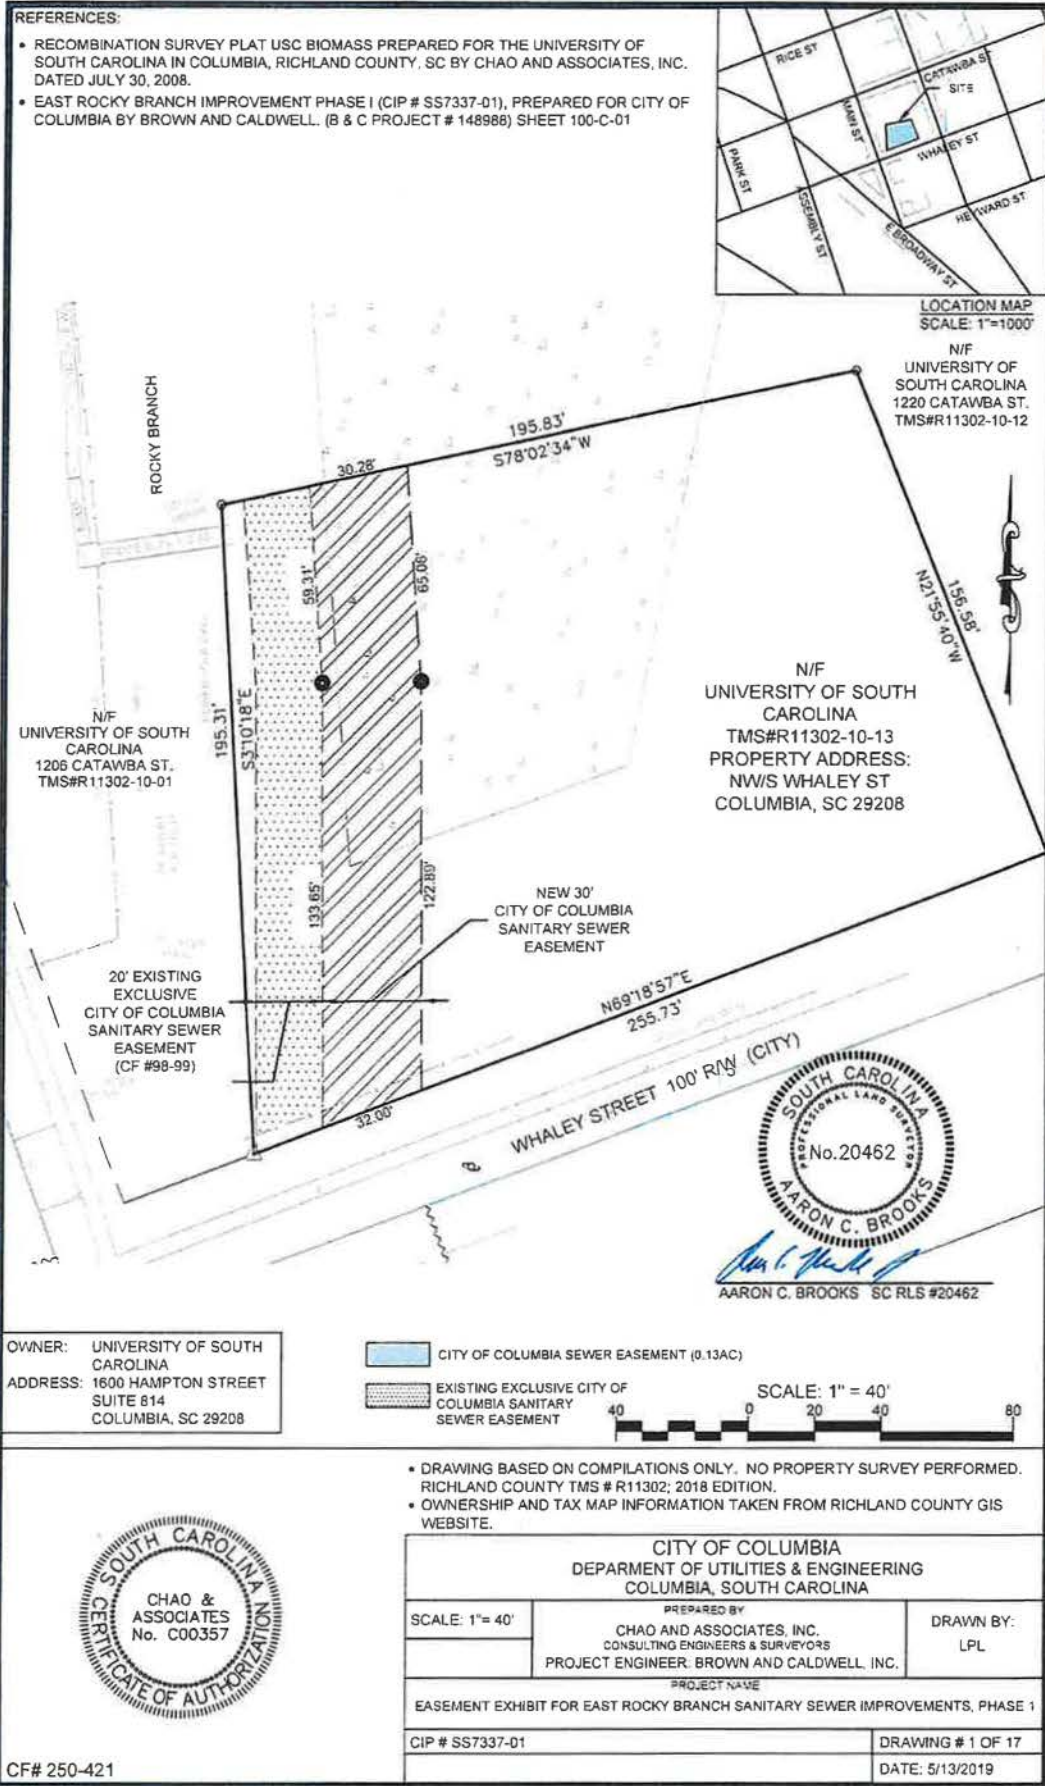 REFERENCES:
• RECOMBINATION SURVEY PLAT USC BIOMASS PREPARED FOR THE UNIVERSITY OF
SOUTH CAROLINA IN COLUMBIA, RICHLAND COUNTY, SC BY CHAO AND ASSOCIATES, INC.
DATED JULY 30, 2008.
• EAST ROCKY BRANCH IMPROVEMENT PHASE I (CIP # SS7337-01), PREPARED FOR CITY OF
COLUMBIA BY BROWN AND CALDWELL. (B & C PROJECT # 148988) SHEET 100-C-01
RICE ST
CATAWBA ST
SITE
MAIN ST
WHALEY ST
PARK ST
ASSEMBLY ST
HEYWARD ST
E BROADWAY ST
LOCATION MAP
SCALE: 1"=1000'
N/F
UNIVERSITY OF
SOUTH CAROLINA
1220 CATAWBA ST.
TMS#R11302-10-12
ROCKY BRANCH
195.83'
S78°02'34"W
30.28'
59.31'
65.08'
156.58'
N21°55'40"W
N/F
UNIVERSITY OF SOUTH
CAROLINA
TMS#R11302-10-13
PROPERTY ADDRESS:
NW/S WHALEY ST
COLUMBIA, SC 29208
N/F
UNIVERSITY OF SOUTH
CAROLINA
1206 CATAWBA ST.
TMS#R11302-10-01
195.31'
S3°10'18"E
133.65'
122.89'
NEW 30'
CITY OF COLUMBIA
SANITARY SEWER
EASEMENT
20' EXISTING
EXCLUSIVE
CITY OF COLUMBIA
SANITARY SEWER
EASEMENT
(CF #98-99)
N69°18'57"E
255.73'
32.00'
WHALEY STREET 100' R/W (CITY)
SOUTH CAROLINA
PROFESSIONAL LAND SURVEYOR
No.20462
AARON C. BROOKS
AARON C. BROOKS SC RLS #20462
OWNER: UNIVERSITY OF SOUTH
CAROLINA
ADDRESS: 1600 HAMPTON STREET
SUITE 814
COLUMBIA, SC 29208
CITY OF COLUMBIA SEWER EASEMENT (0.13AC)
EXISTING EXCLUSIVE CITY OF
COLUMBIA SANITARY
SEWER EASEMENT
SCALE: 1" = 40'
40 0 20 40 80
• DRAWING BASED ON COMPILATIONS ONLY. NO PROPERTY SURVEY PERFORMED.
RICHLAND COUNTY TMS # R11302; 2018 EDITION.
• OWNERSHIP AND TAX MAP INFORMATION TAKEN FROM RICHLAND COUNTY GIS
WEBSITE.
SOUTH CAROLINA
CHAO &
ASSOCIATES
No. C00357
CERTIFICATE OF AUTHORIZATION
CITY OF COLUMBIA
DEPARMENT OF UTILITIES & ENGINEERING
COLUMBIA, SOUTH CAROLINA
SCALE: 1"= 40'
PREPARED BY
CHAO AND ASSOCIATES, INC.
CONSULTING ENGINEERS & SURVEYORS
PROJECT ENGINEER: BROWN AND CALDWELL, INC.
DRAWN BY:
LPL
PROJECT NAME
EASEMENT EXHIBIT FOR EAST ROCKY BRANCH SANITARY SEWER IMPROVEMENTS, PHASE 1
CIP # SS7337-01
DRAWING # 1 OF 17
DATE: 5/13/2019
CF# 250-421